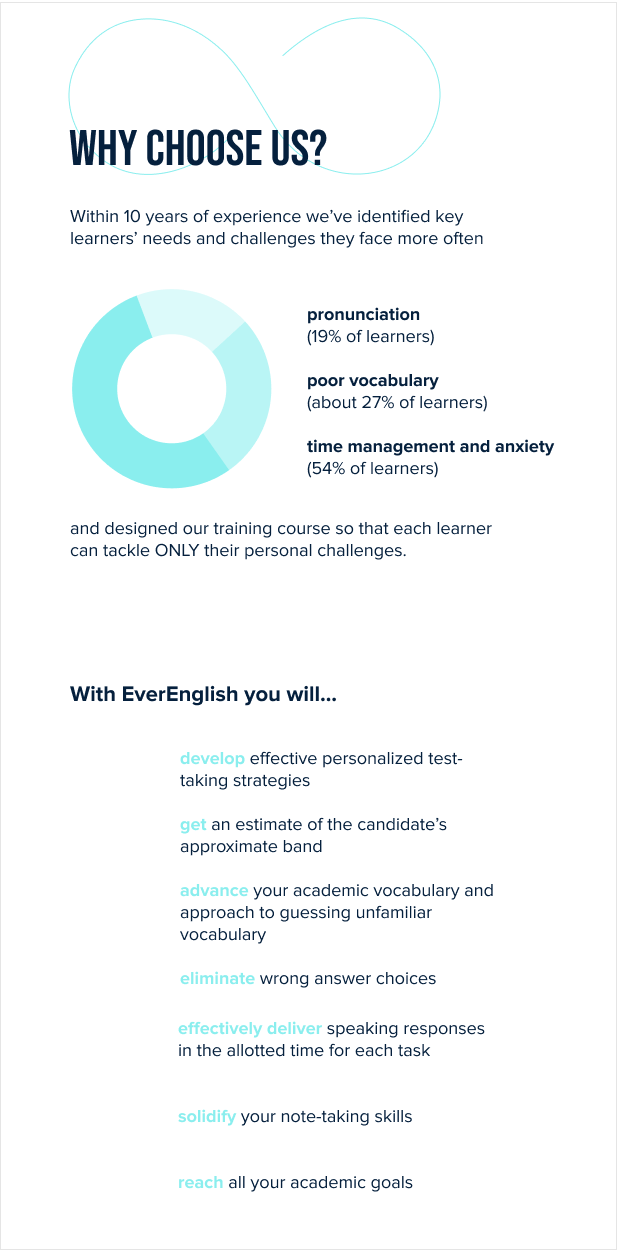 WHY CHOOSE US?
Within 10 years of experience we’ve identified key
learners’ needs and challenges they face more often
pronunciation
(19% of learners)
poor vocabulary
(about 27% of learners)
time management and anxiety
(54% of learners)
and designed our training course so that each learner
can tackle ONLY their personal challenges.
With EverEnglish you will...
develop effective personalized test-
taking strategies
get an estimate of the candidate’s
approximate band
advance your academic vocabulary and
approach to guessing unfamiliar
vocabulary
eliminate wrong answer choices
effectively deliver speaking responses
in the allotted time for each task
solidify your note-taking skills
reach all your academic goals